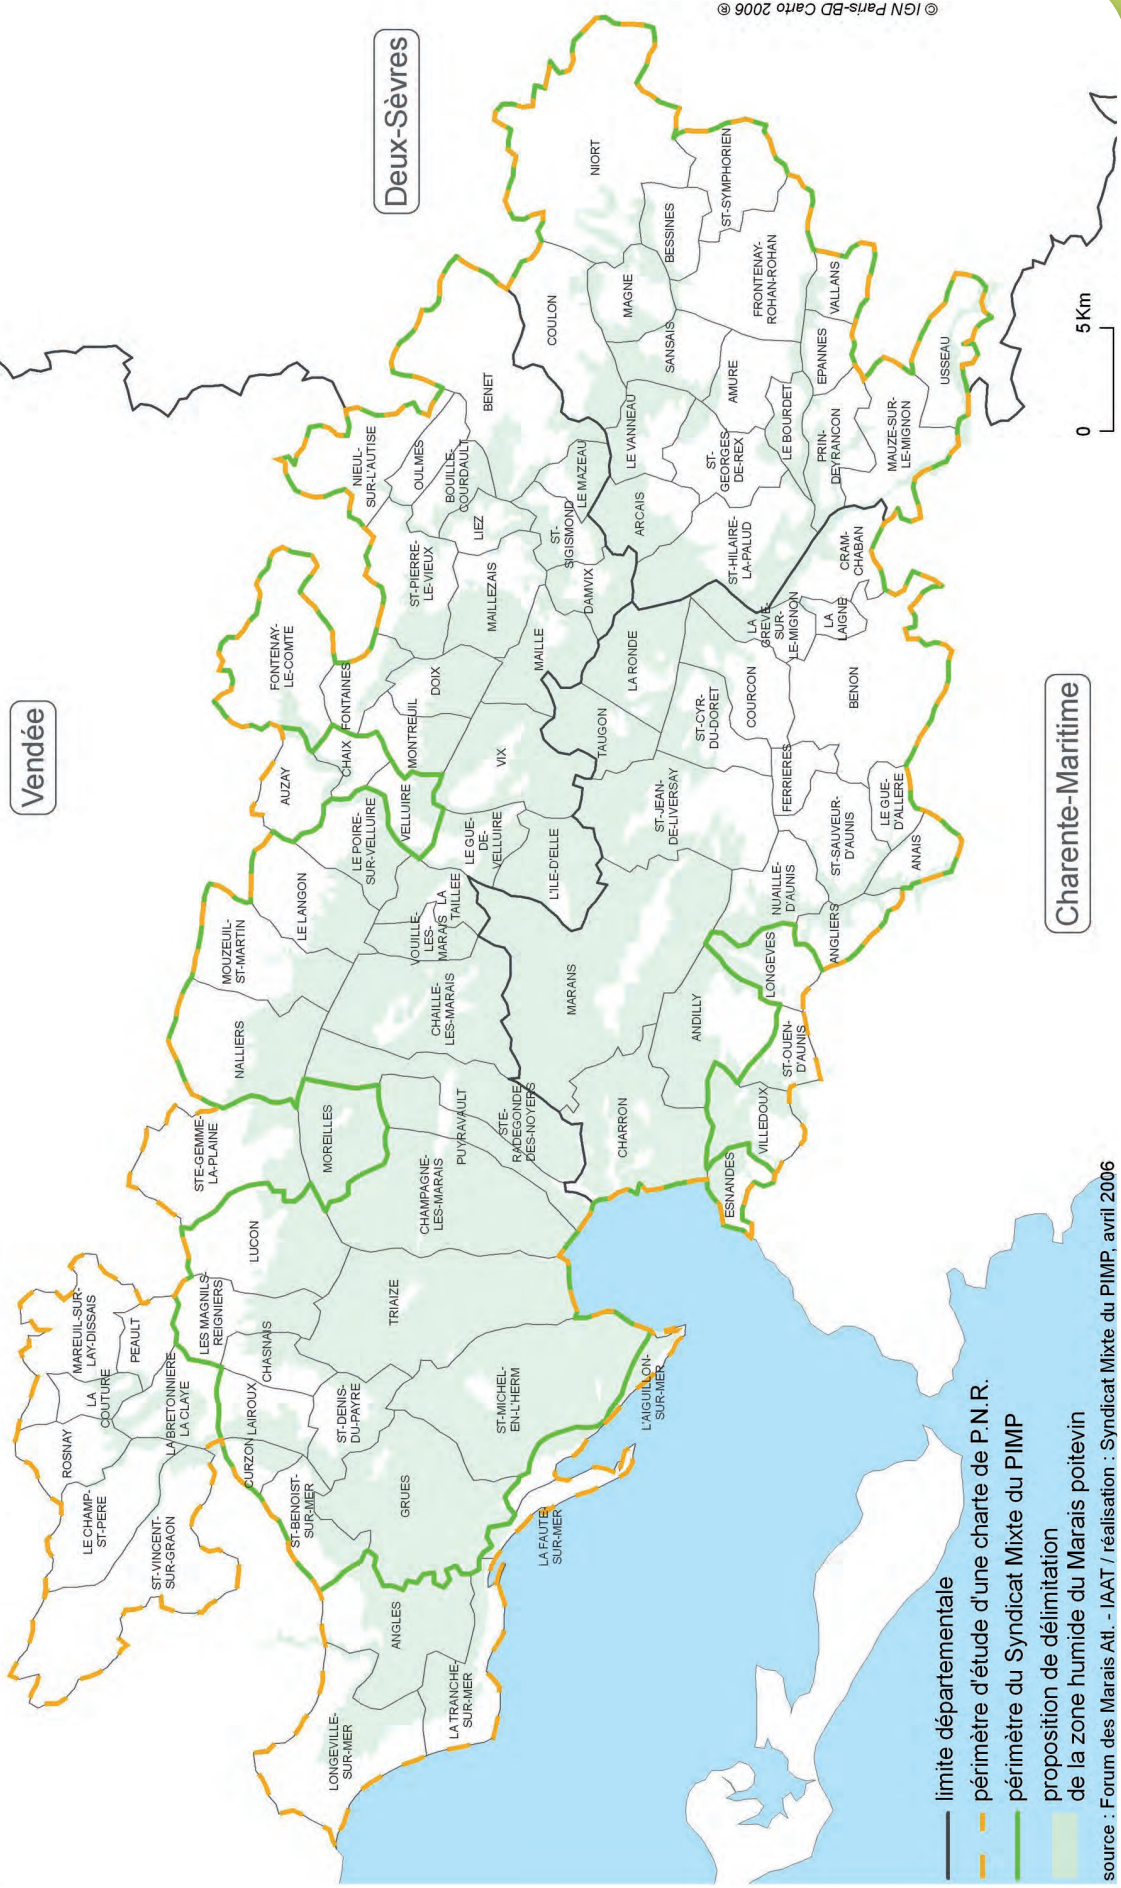 © IGN Paris-BD Carto 2006 ®
Vendée
Deux-Sèvres
Charente-Maritime
MAREUIL-SUR-
LAY-DISSAIS
PEAULT
LA
COUTURE
ROSNAY
LA BRETONNIERE
LA CLAYE
LE CHAMP-
ST-PERE
ST-VINCENT-
SUR-GRAON
LES MAGNILS-
REIGNIERS
CHASNAIS
LAIROUX
CURZON
ST-BENOIST-
SUR-MER
ST-DENIS-
DU-PAYRE
GRUES
ANGLES
LONGEVILLE-
SUR-MER
LA TRANCHE-
SUR-MER
LA FAUTE-
SUR-MER
L'AIGUILLON-
SUR-MER
ST-MICHEL-
EN-L'HERM
TRIAIZE
LUCON
STE-GEMME-
LA-PLAINE
MOREILLES
CHAMPAGNE-
LES-MARAIS
PUYRAVAULT
STE-
RADEGONDE-
DES-NOYERS
NALLIERS
MOUZEUIL-
ST-MARTIN
LE LANGON
CHAILLE-
LES-MARAIS
VOUILLE-
LES-
MARAIS
LA
TAILLEE
LE POIRE-
SUR-VELLUIRE
VELLUIRE
LE GUE-
DE-
VELLUIRE
L'ILE-D'ELLE
AUZAY
CHAIX
FONTAINES
FONTENAY-
LE-COMTE
MONTREUIL
DOIX
VIX
MAILLE
MAILLEZAIS
ST-PIERRE-
LE-VIEUX
NIEUL-
SUR-L'AUTISE
OULMES
BOUILLE-
COURDAULT
LIEZ
ST-
SIGISMOND
LE MAZEAU
DAMVIX
BENET
COULON
NIORT
MAGNE
BESSINES
ST-SYMPHORIEN
SANSAIS
FRONTENAY-
ROHAN-ROHAN
LE VANNEAU
AMURE
VALLANS
EPANNES
ARCAIS
ST-
GEORGES-
DE-REX
LE BOURDET
PRIN-
DEYRANCON
MAUZE-SUR-
LE-MIGNON
USSEAU
ST-HILAIRE-
LA-PALUD
CRAM-
CHABAN
LA
GREVE-
SUR-
LE-MIGNON
LA
LAIGNE
LA RONDE
TAUGON
ST-CYR-
DU-DORET
COURCON
BENON
FERRIERES
ST-JEAN-
DE-LIVERSAY
LE GUE-
D'ALLERE
ST-SAUVEUR-
D'AUNIS
ANAIS
NUAILLE-
D'AUNIS
ANGLIERS
LONGEVES
MARANS
ANDILLY
ST-OUEN-
D'AUNIS
VILLEDOUX
CHARRON
ESNANDES
0 5 Km
limite départementale
périmètre d'étude d'une charte de P.N.R.
périmètre du Syndicat Mixte du PIMP
proposition de délimitation
de la zone humide du Marais poitevin
source : Forum des Marais Atl. - IAAT / réalisation : Syndicat Mixte du PIMP, avril 2006